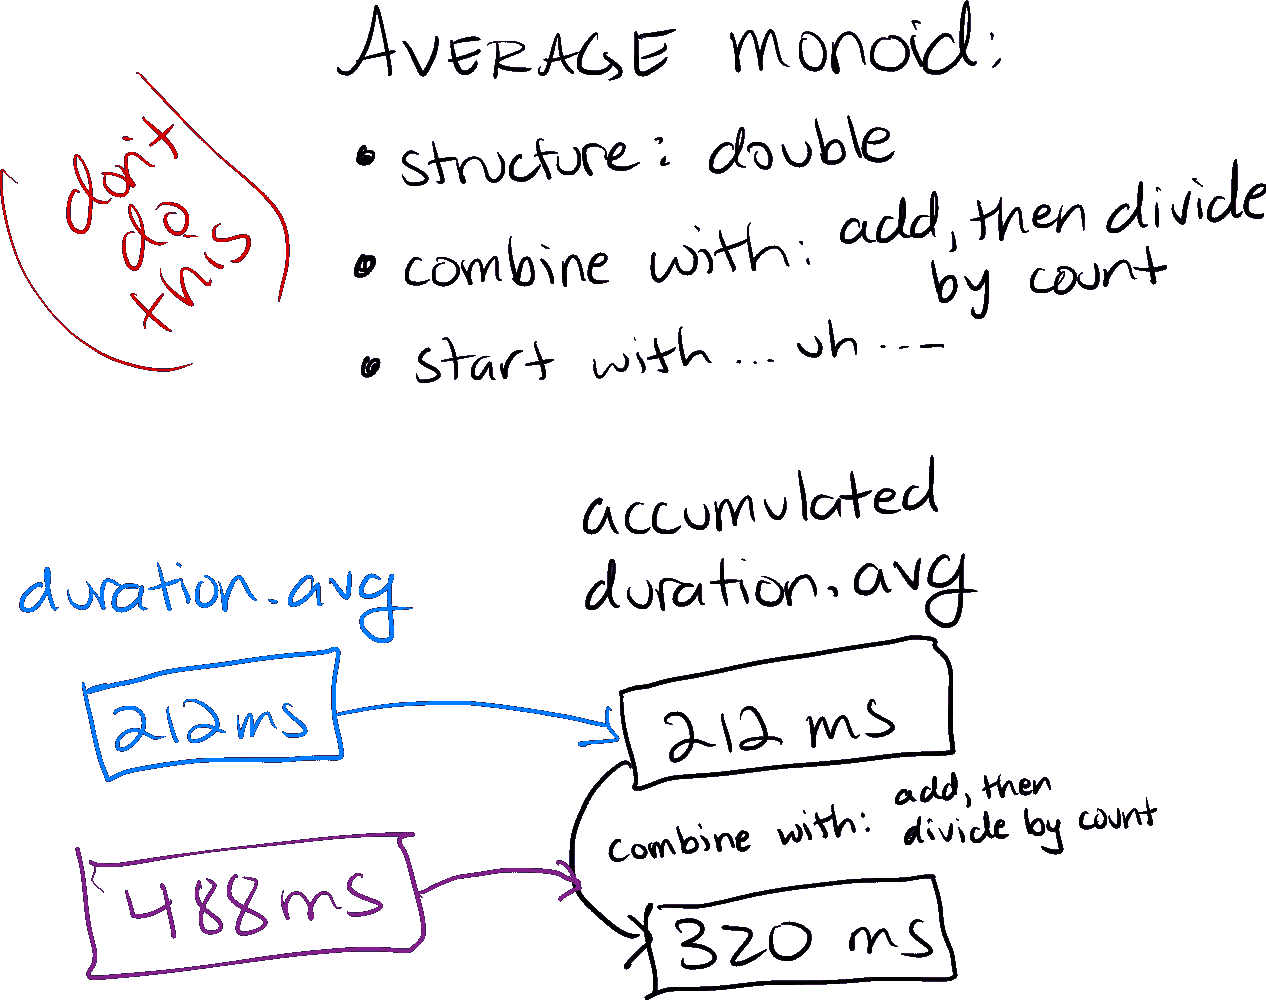 AVERAGE monoid:
don't
do
this
• structure: double
• combine with: add, then divide
by count
• start with ... uh ...
accumulated
duration.avg
duration.avg
212ms
212 ms
combine with: add, then
divide by count
488ms
320 ms